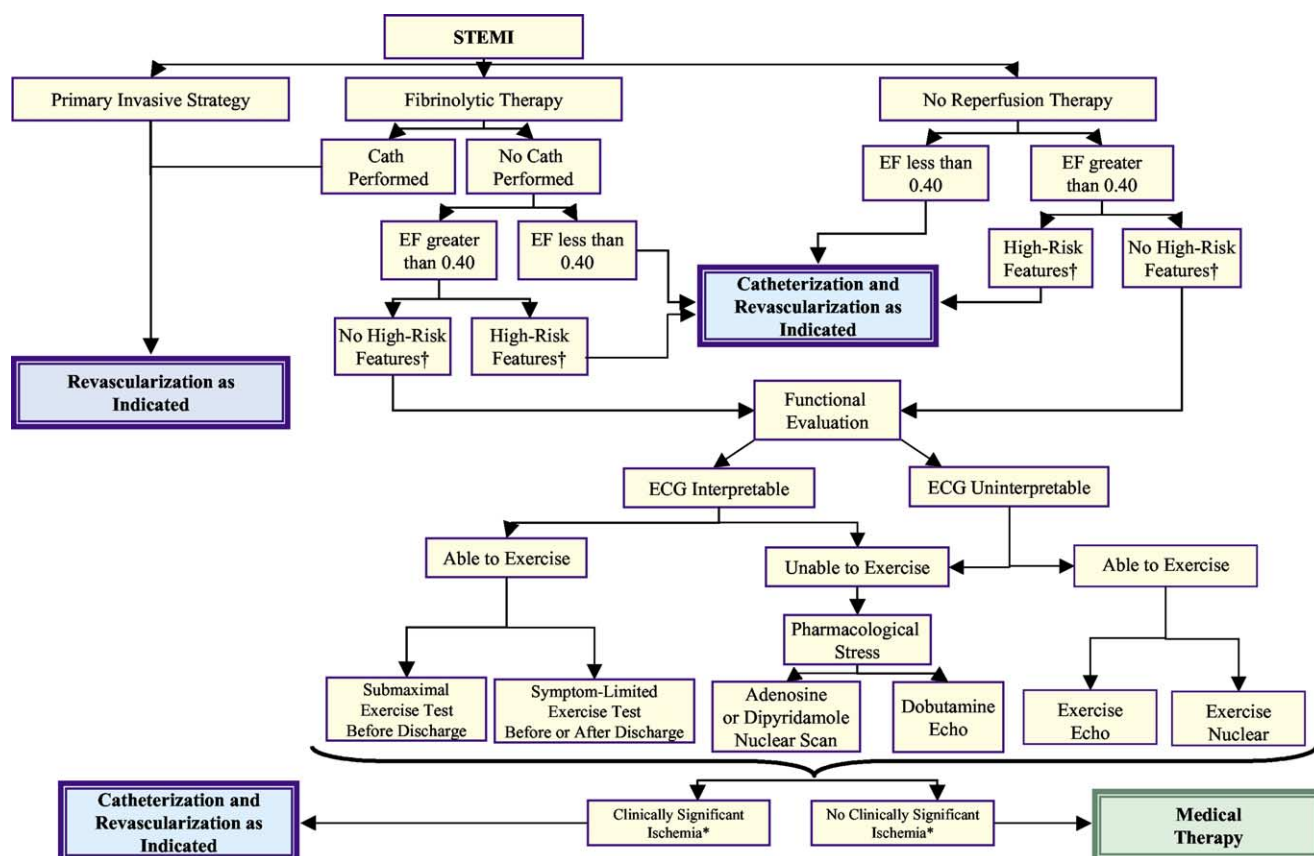 STEMI
Primary Invasive Strategy
Fibrinolytic Therapy
No Reperfusion Therapy
Cath
Performed
No Cath
Performed
EF less than
0.40
EF greater
than 0.40
EF greater
than 0.40
EF less than
0.40
High-Risk
Features†
No High-Risk
Features†
Catheterization and
Revascularization as
Indicated
No High-Risk
Features†
High-Risk
Features†
Revascularization as
Indicated
Functional
Evaluation
ECG Interpretable
ECG Uninterpretable
Able to Exercise
Unable to Exercise
Able to Exercise
Pharmacological
Stress
Submaximal
Exercise Test
Before Discharge
Symptom-Limited
Exercise Test
Before or After Discharge
Adenosine
or Dipyridamole
Nuclear Scan
Dobutamine
Echo
Exercise
Echo
Exercise
Nuclear
Catheterization and
Revascularization as
Indicated
Clinically Significant
Ischemia*
No Clinically Significant
Ischemia*
Medical
Therapy